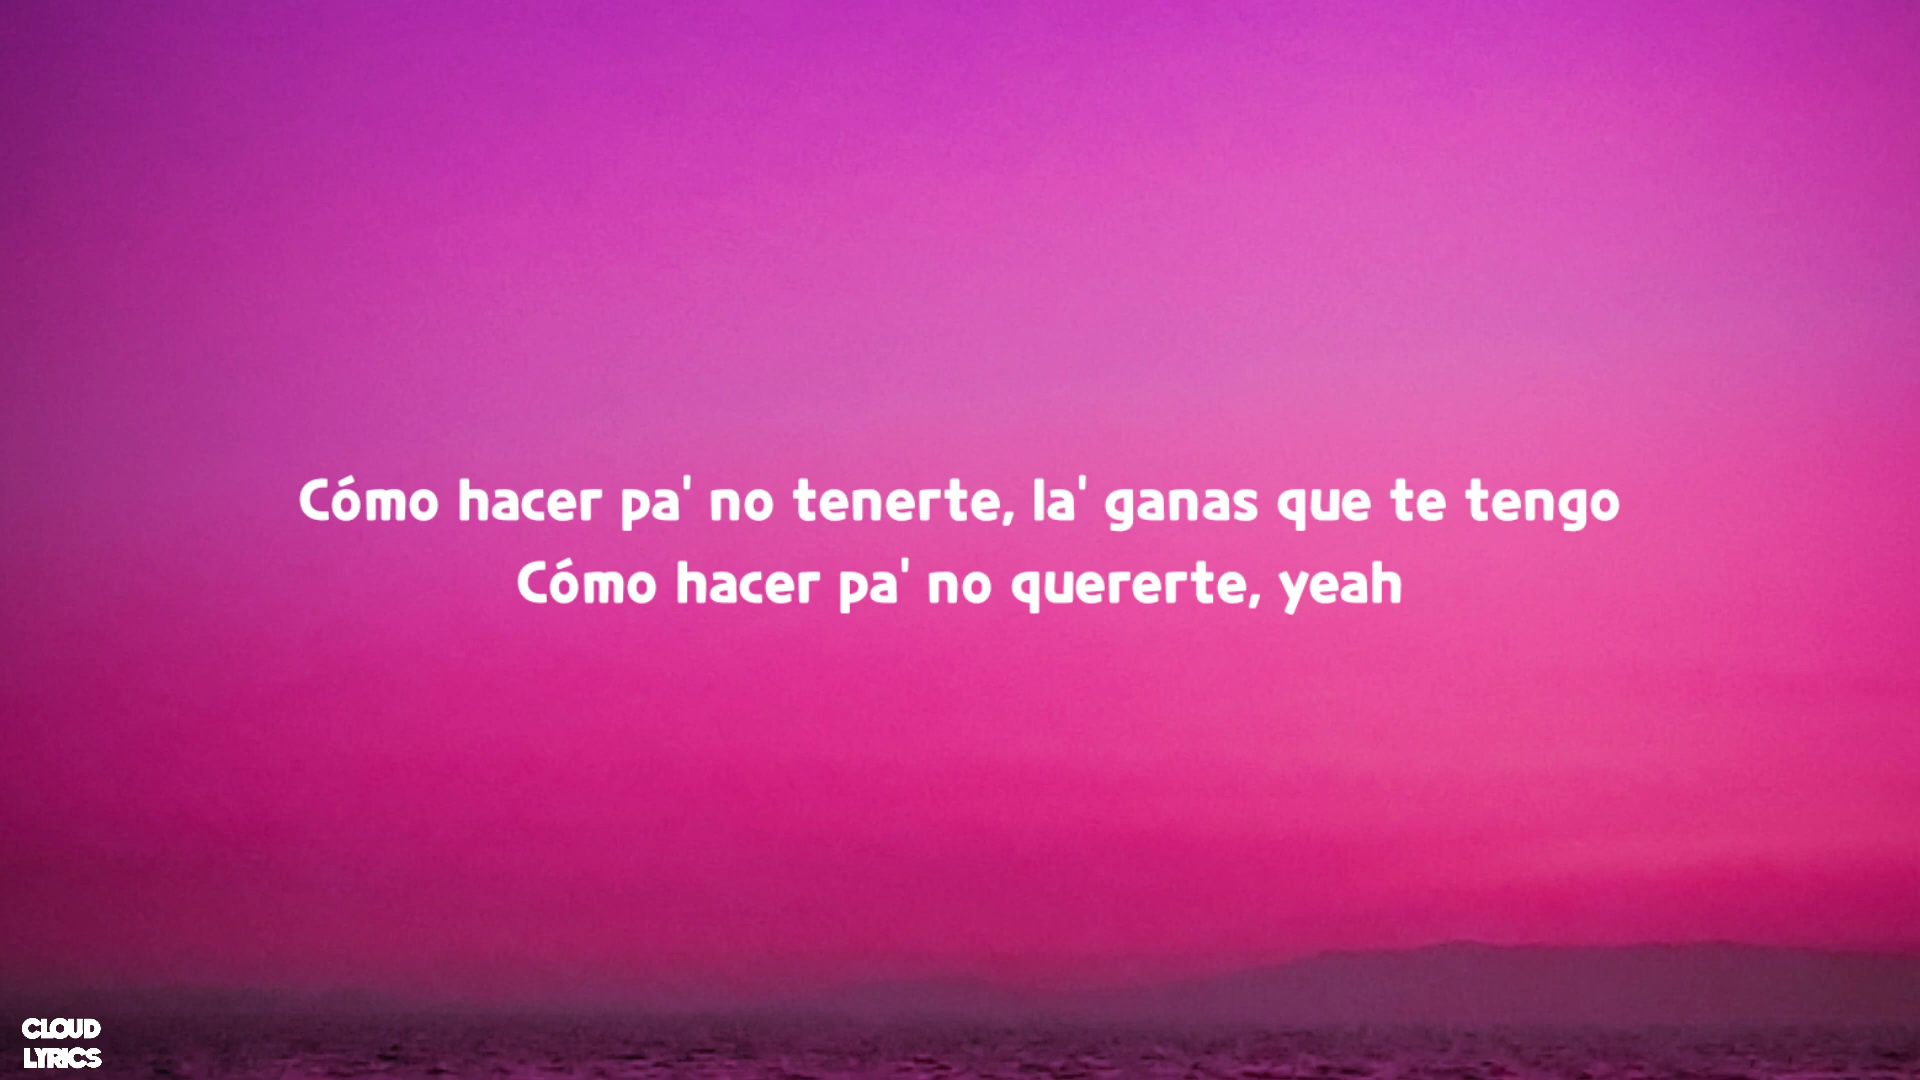 Cómo hacer pa' no tenerte, la' ganas que te tengo
Cómo hacer pa' no quererte, yeah
CLOUD
LYRICS